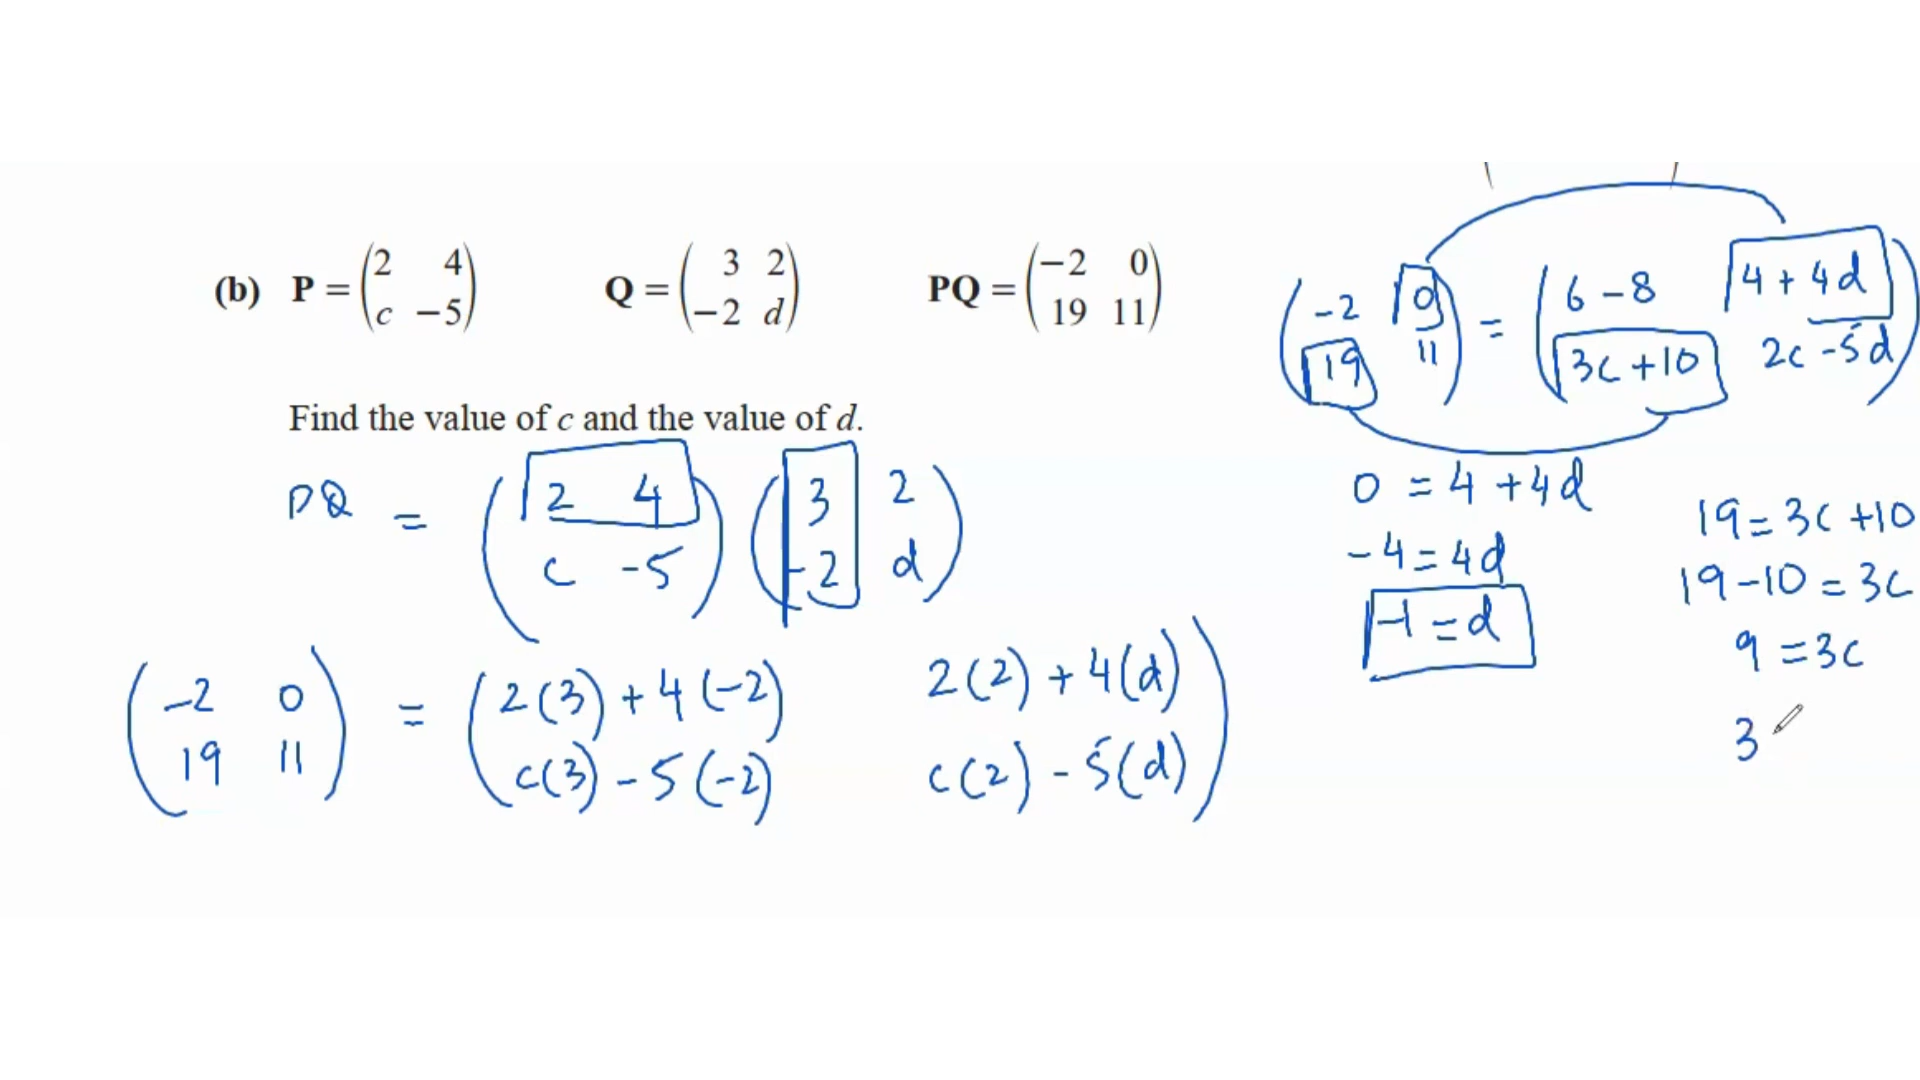 (b) P = (2 4
c −5) Q = (3 2
−2 d) PQ = (−2 0
19 11)
Find the value of c and the value of d.
PQ = (2 4
c -5) (3 2
-2 d)
(-2 0
19 11) = (2(3) + 4(-2) 2(2) + 4(d)
c(3) - 5(-2) c(2) - 5(d))
(-2 0
19 11) = (6 - 8 4 + 4d
3c + 10 2c - 5d)
0 = 4 + 4d
-4 = 4d
-1 = d
19 = 3c + 10
19 - 10 = 3c
9 = 3c
3